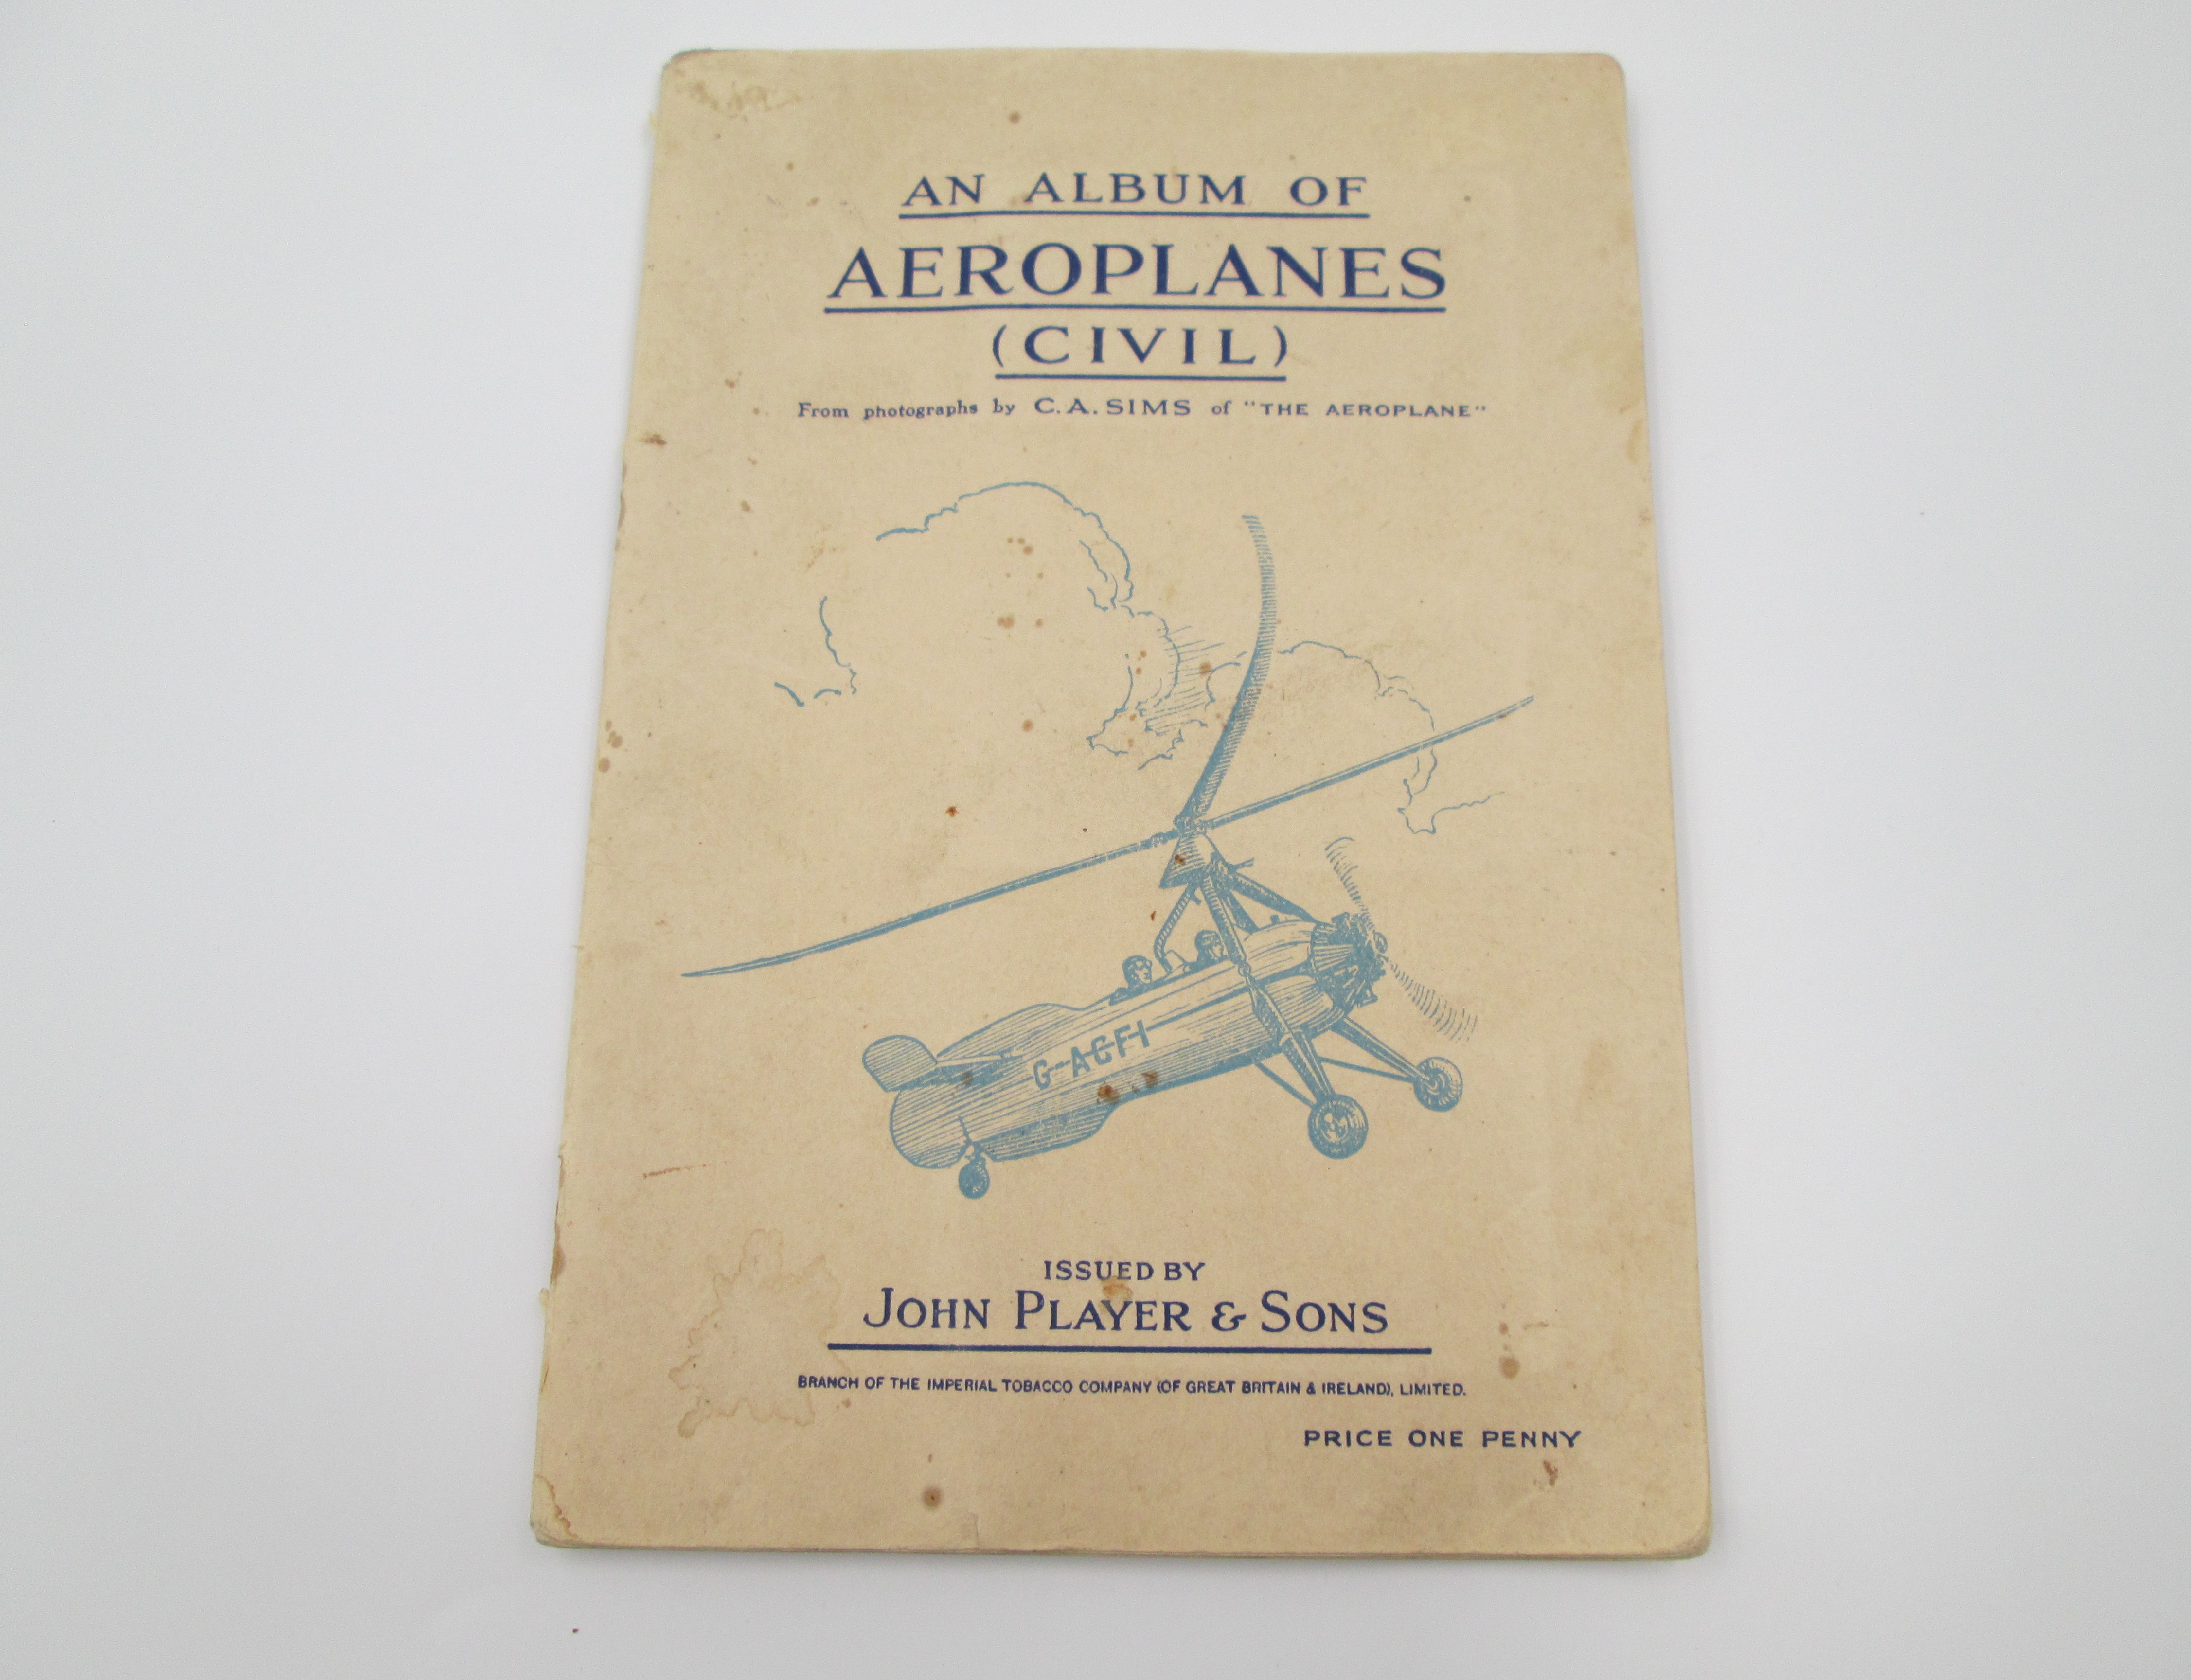 AN ALBUM OF
AEROPLANES
(CIVIL)
From photographs by C.A. SIMS of "THE AEROPLANE"
G-ACFI
ISSUED BY
JOHN PLAYER & SONS
BRANCH OF THE IMPERIAL TOBACCO COMPANY (OF GREAT BRITAIN & IRELAND), LIMITED.
PRICE ONE PENNY